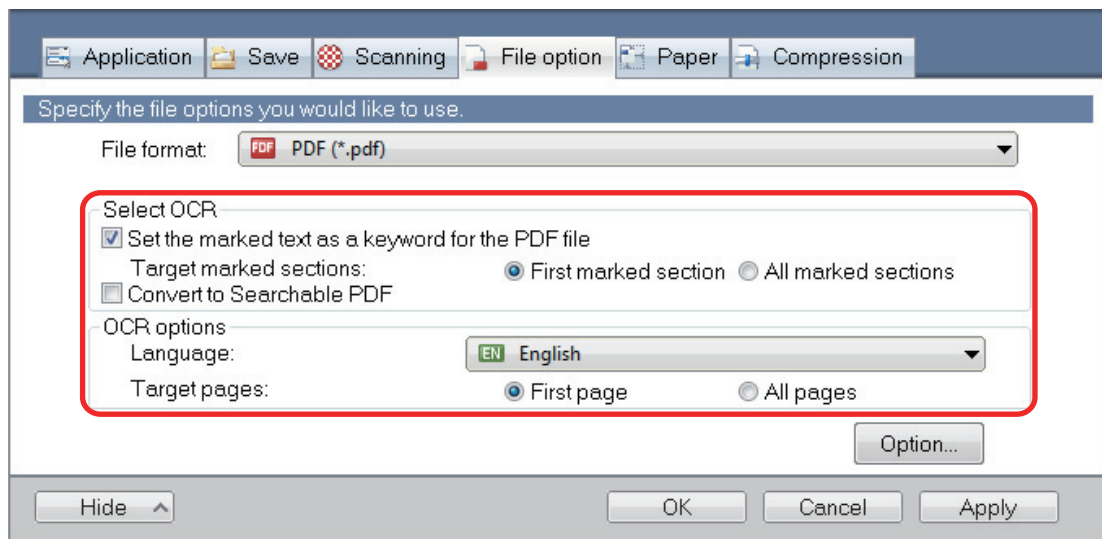 Application Save Scanning File option Paper Compression
Specify the file options you would like to use.
File format: PDF PDF (*.pdf)
Select OCR
Set the marked text as a keyword for the PDF file
Target marked sections: First marked section All marked sections
Convert to Searchable PDF
OCR options
Language: EN English
Target pages: First page All pages
Option...
Hide OK Cancel Apply